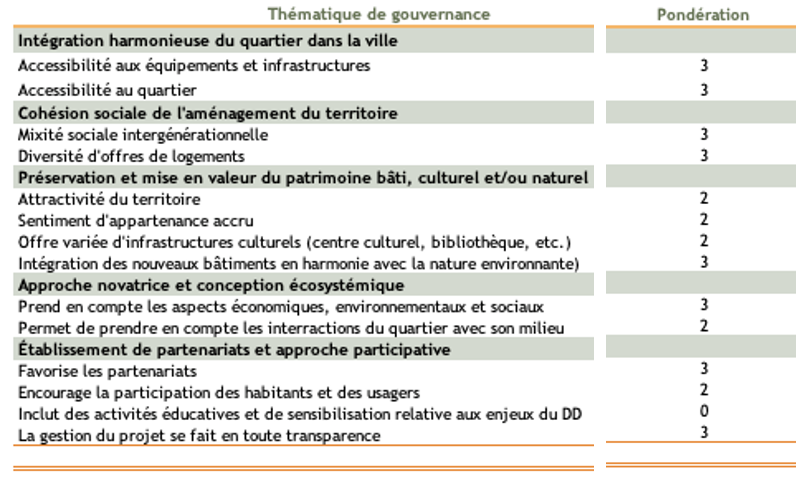 Thématique de gouvernance Pondération
Intégration harmonieuse du quartier dans la ville
Accessibilité aux équipements et infrastructures 3
Accessibilité au quartier 3
Cohésion sociale de l'aménagement du territoire
Mixité sociale intergénérationnelle 3
Diversité d'offres de logements 3
Préservation et mise en valeur du patrimoine bâti, culturel et/ou naturel
Attractivité du territoire 2
Sentiment d'appartenance accru 2
Offre variée d'infrastructures culturels (centre culturel, bibliothèque, etc.) 2
Intégration des nouveaux bâtiments en harmonie avec la nature environnante) 3
Approche novatrice et conception écosystémique
Prend en compte les aspects économiques, environnementaux et sociaux 3
Permet de prendre en compte les interractions du quartier avec son milieu 2
Établissement de partenariats et approche participative
Favorise les partenariats 3
Encourage la participation des habitants et des usagers 2
Inclut des activités éducatives et de sensibilisation relative aux enjeux du DD 0
La gestion du projet se fait en toute transparence 3